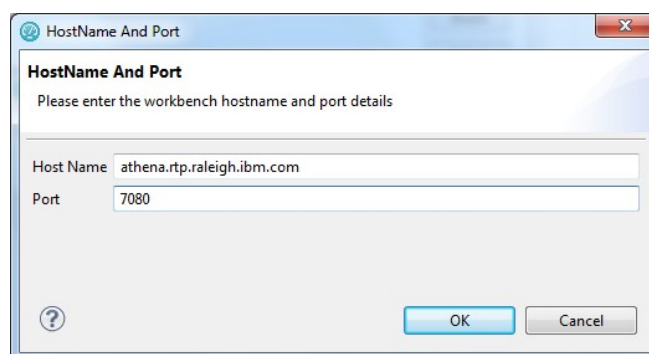 HostName And Port
HostName And Port
Please enter the workbench hostname and port details
Host Name athena.rtp.raleigh.ibm.com
Port 7080
? OK Cancel